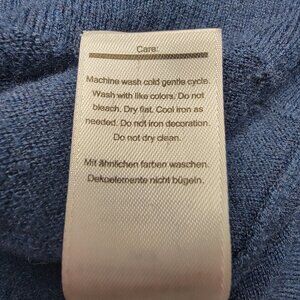 Care:
Machine wash cold gentle cycle.
Wash with like colors. Do not
bleach. Dry flat. Cool iron as
needed. Do not iron decoration.
Do not dry clean.
Mit ähnlichen farben waschen.
Dekoelemente nicht bügeln.